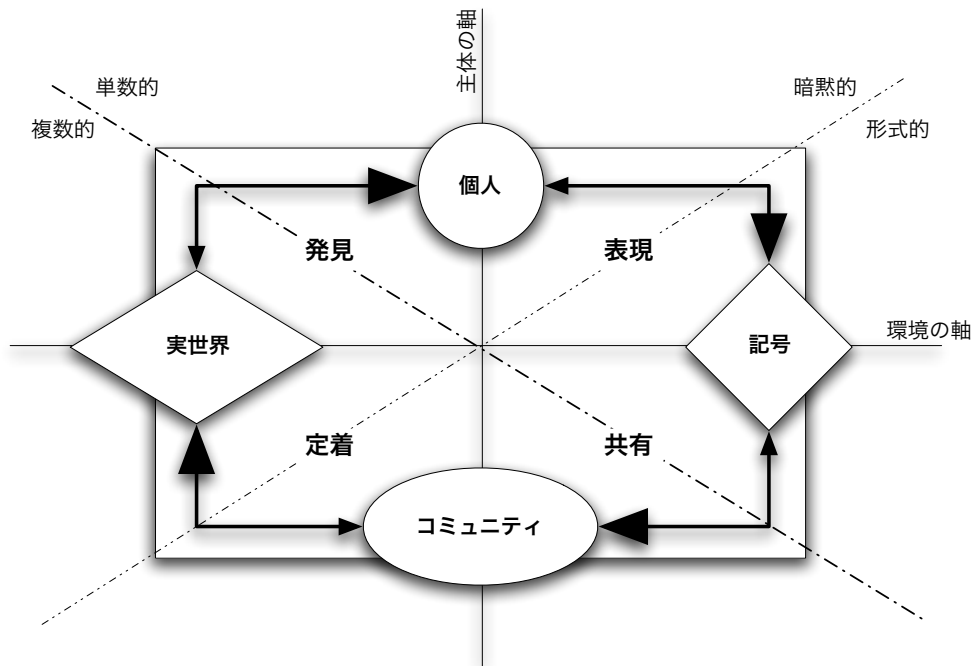 主体の軸
単数的
暗黙的
複数的
形式的
個人
発見
表現
環境の軸
実世界
記号
定着
共有
コミュニティ